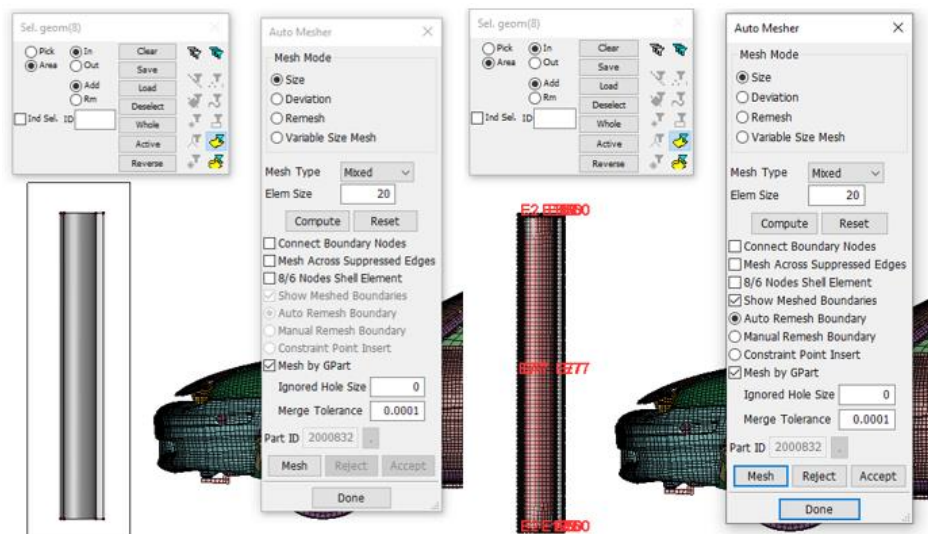 Sel. geom(8)
Pick In Clear
Area Out Save
Add Load
Rm Deselect
Ind Sel. ID Whole
Active
Reverse
Auto Mesher
Mesh Mode
Size
Deviation
Remesh
Variable Size Mesh
Mesh Type Mixed
Elem Size 20
Compute Reset
Connect Boundary Nodes
Mesh Across Suppressed Edges
8/6 Nodes Shell Element
Show Meshed Boundaries
Auto Remesh Boundary
Manual Remesh Boundary
Constraint Point Insert
Mesh by GPart
Ignored Hole Size 0
Merge Tolerance 0.0001
Part ID 2000832 .
Mesh Reject Accept
Done
Sel. geom(8)
Pick In Clear
Area Out Save
Add Load
Rm Deselect
Ind Sel. ID Whole
Active
Reverse
Auto Mesher
Mesh Mode
Size
Deviation
Remesh
Variable Size Mesh
Mesh Type Mixed
Elem Size 20
Compute Reset
Connect Boundary Nodes
Mesh Across Suppressed Edges
8/6 Nodes Shell Element
Show Meshed Boundaries
Auto Remesh Boundary
Manual Remesh Boundary
Constraint Point Insert
Mesh by GPart
Ignored Hole Size 0
Merge Tolerance 0.0001
Part ID 2000832 .
Mesh Reject Accept
Done